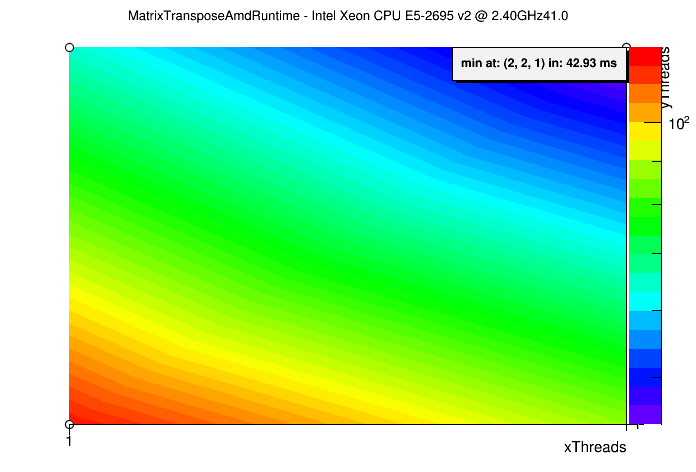 MatrixTransposeAmdRuntime - Intel Xeon CPU E5-2695 v2 @ 2.40GHz41.0
min at: (2, 2, 1) in: 42.93 ms
yThreads
10²
1
xThreads